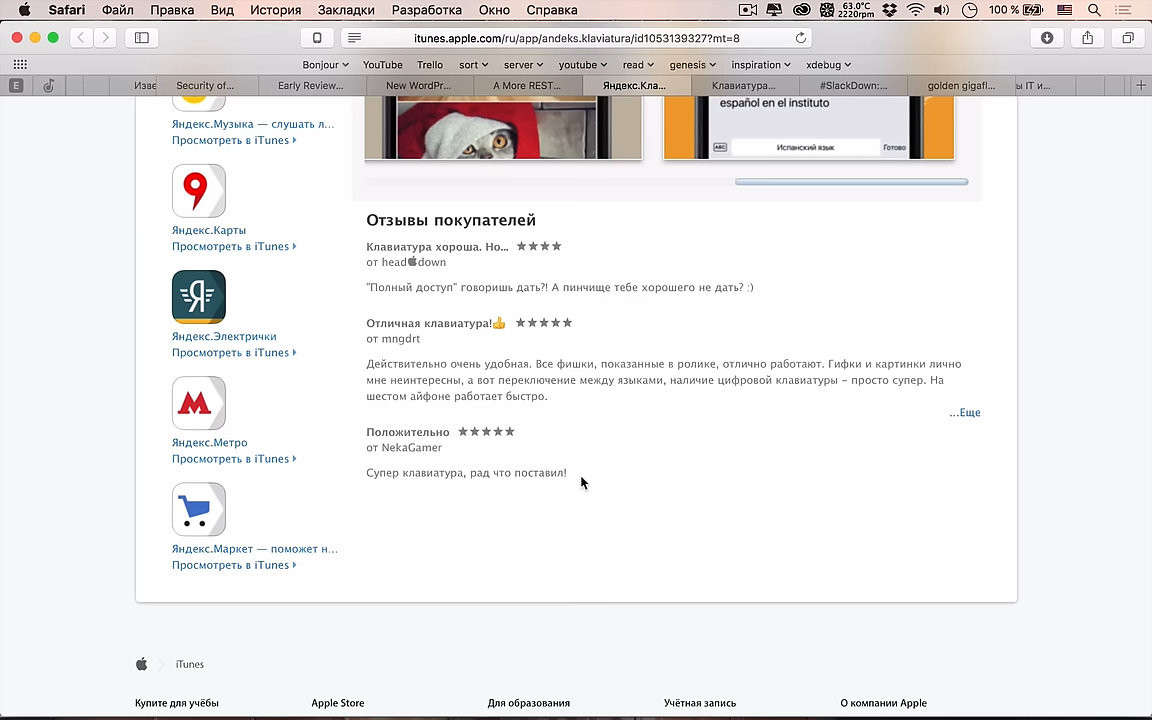 Safari Файл Правка Вид История Закладки Разработка Окно Справка 63.0°C 2220rpm 100 %
itunes.apple.com/ru/app/andeks.klaviatura/id1053139327?mt=8
Bonjour YouTube Trello sort server youtube read genesis inspiration xdebug
E Изве Security of... Early Review... New WordPr... A More REST... Яндекс.Кла... Клавиатура... #SlackDown:... golden gigafl... ы IT и...
español en el instituto
ABC Испанский язык Готово
Яндекс.Музыка — слушать л...
Просмотреть в iTunes
Яндекс.Карты
Просмотреть в iTunes
Яндекс.Электрички
Просмотреть в iTunes
Яндекс.Метро
Просмотреть в iTunes
Яндекс.Маркет — поможет н...
Просмотреть в iTunes
Отзывы покупателей
Клавиатура хороша. Но... ★★★★
от head down
"Полный доступ" говоришь дать?! А пинчище тебе хорошего не дать? :)
Отличная клавиатура!👍 ★★★★★
от mngdrt
Действительно очень удобная. Все фишки, показанные в ролике, отлично работают. Гифки и картинки лично
мне неинтересны, а вот переключение между языками, наличие цифровой клавиатуры – просто супер. На
шестом айфоне работает быстро.
...Еще
Положительно ★★★★★
от NekaGamer
Супер клавиатура, рад что поставил!
iTunes
Купите для учёбы Apple Store Для образования Учётная запись О компании Apple